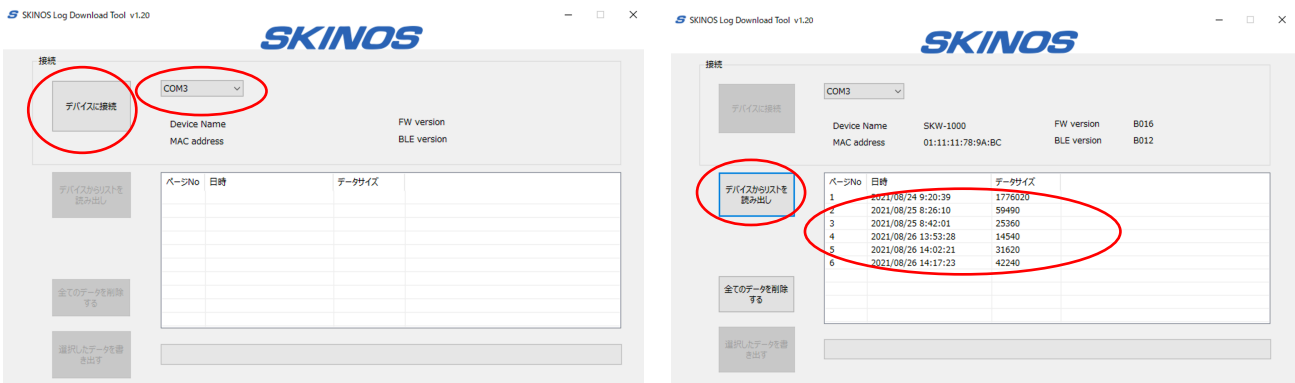 SKINOS Log Download Tool v1.20
SKINOS
接続
デバイスに接続
COM3
Device Name
FW version
MAC address
BLE version
デバイスからリストを
読み出し
ページNo 日時 データサイズ
全てのデータを削除
する
選択したデータを書
き出す
SKINOS Log Download Tool v1.20
SKINOS
接続
デバイスに接続
COM3
Device Name SKW-1000 FW version B016
MAC address 01:11:11:78:9A:BC BLE version B012
デバイスからリストを
読み出し
ページNo 日時 データサイズ
1 2021/08/24 9:20:39 1776020
2 2021/08/25 8:26:10 59490
3 2021/08/25 8:42:01 25360
4 2021/08/26 13:53:28 14540
5 2021/08/26 14:02:21 31620
6 2021/08/26 14:17:23 42240
全てのデータを削除
する
選択したデータを書
き出す